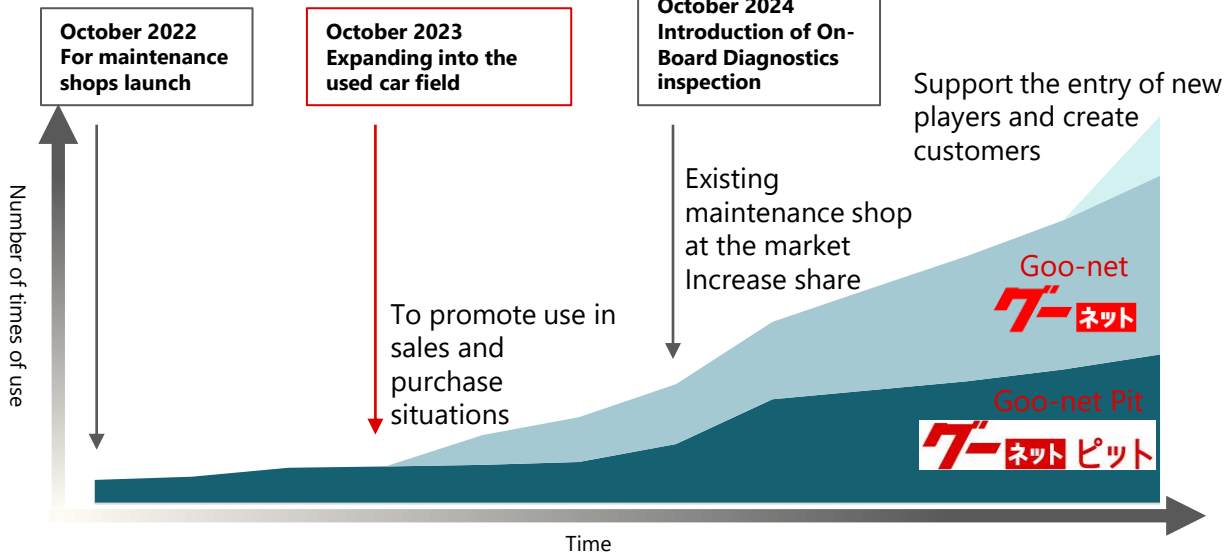 October 2022
For maintenance
shops launch
October 2023
Expanding into the
used car field
October 2024
Introduction of On-
Board Diagnostics
inspection
Support the entry of new
players and create
customers
Existing
maintenance shop
at the market
Increase share
To promote use in
sales and
purchase
situations
Number of times of use
Goo-net
グーネット
Goo-net Pit
グーネットピット
Time